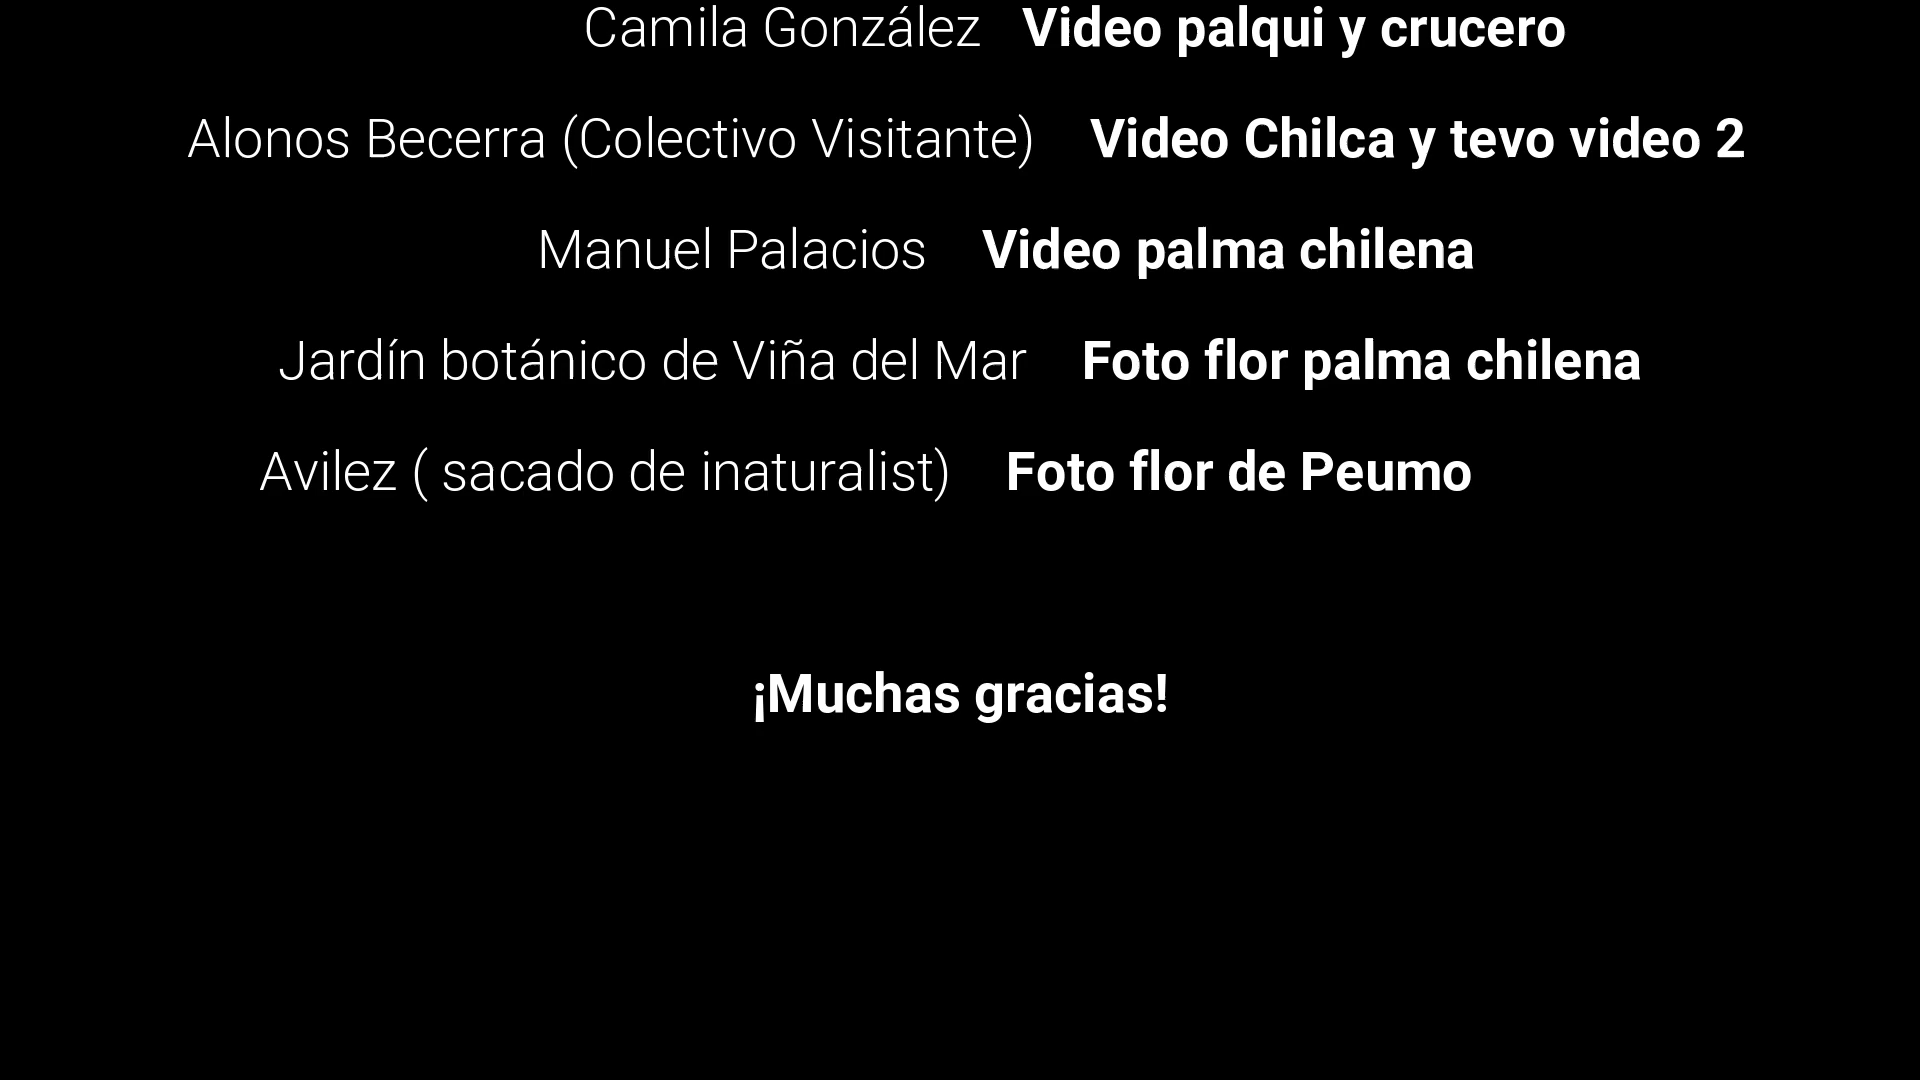 Camila González Video palqui y crucero
Alonos Becerra (Colectivo Visitante) Video Chilca y tevo video 2
Manuel Palacios Video palma chilena
Jardín botánico de Viña del Mar Foto flor palma chilena
Avilez ( sacado de inaturalist) Foto flor de Peumo
¡Muchas gracias!